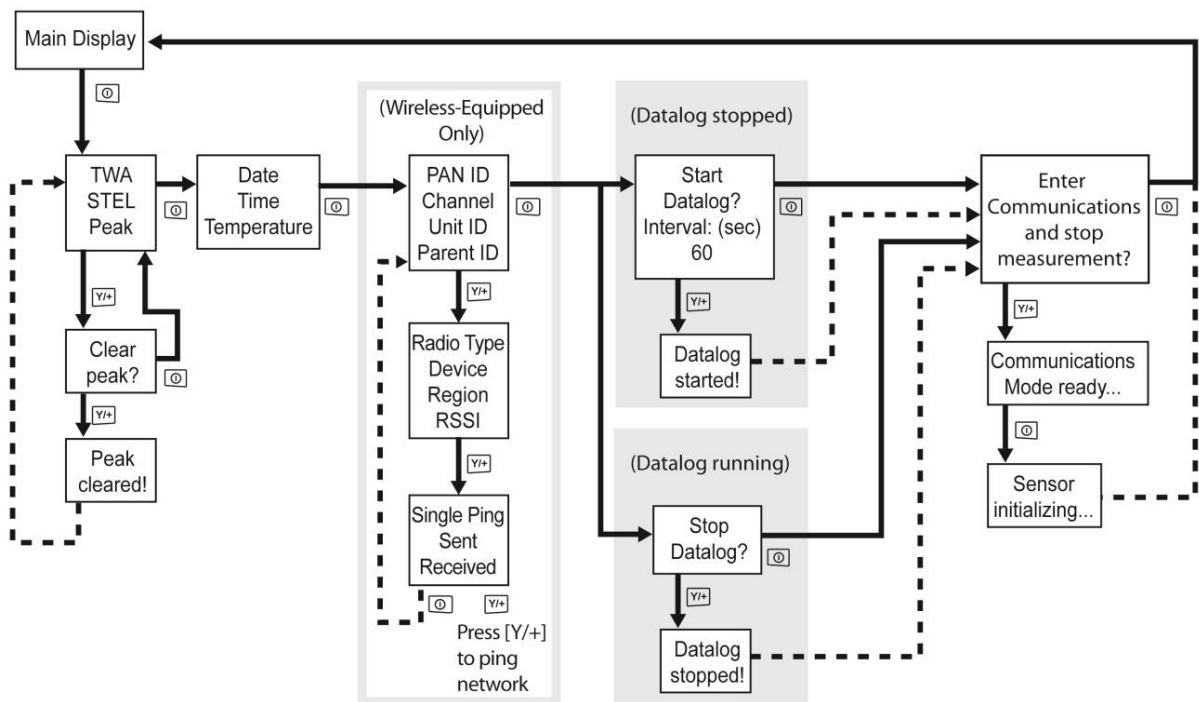 Main Display
TWA
STEL
Peak
Y/+
Clear
peak?
Y/+
Peak
cleared!
Date
Time
Temperature
(Wireless-Equipped
Only)
PAN ID
Channel
Unit ID
Parent ID
Y/+
Radio Type
Device
Region
RSSI
Y/+
Single Ping
Sent
Received
Y/+
Press [Y/+]
to ping
network
(Datalog stopped)
Start
Datalog?
Interval: (sec)
60
Y/+
Datalog
started!
(Datalog running)
Stop
Datalog?
Y/+
Datalog
stopped!
Enter
Communications
and stop
measurement?
Y/+
Communications
Mode ready...
Sensor
initializing...